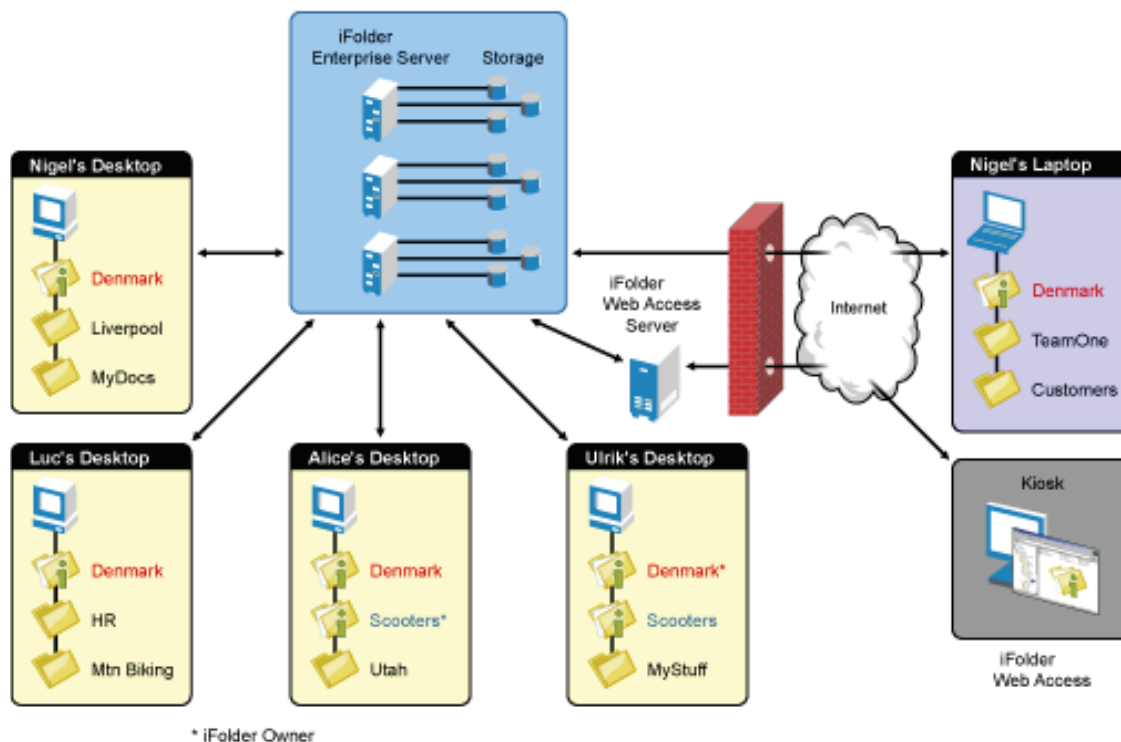 iFolder
Enterprise Server
Storage
Nigel's Desktop
Denmark
Liverpool
MyDocs
iFolder
Web Access
Server
Internet
Nigel's Laptop
Denmark
TeamOne
Customers
Luc's Desktop
Denmark
HR
Mtn Biking
Alice's Desktop
Denmark
Scooters*
Utah
Ulrik's Desktop
Denmark*
Scooters
MyStuff
Kiosk
iFolder
Web Access
* iFolder Owner